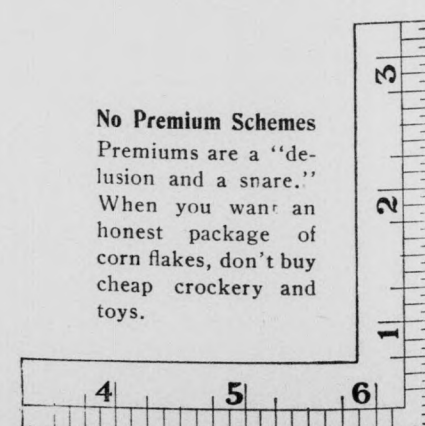 No Premium Schemes
Premiums are a "de-
lusion and a snare."
When you want an
honest package of
corn flakes, don't buy
cheap crockery and
toys.
3
2
1
4 5 6